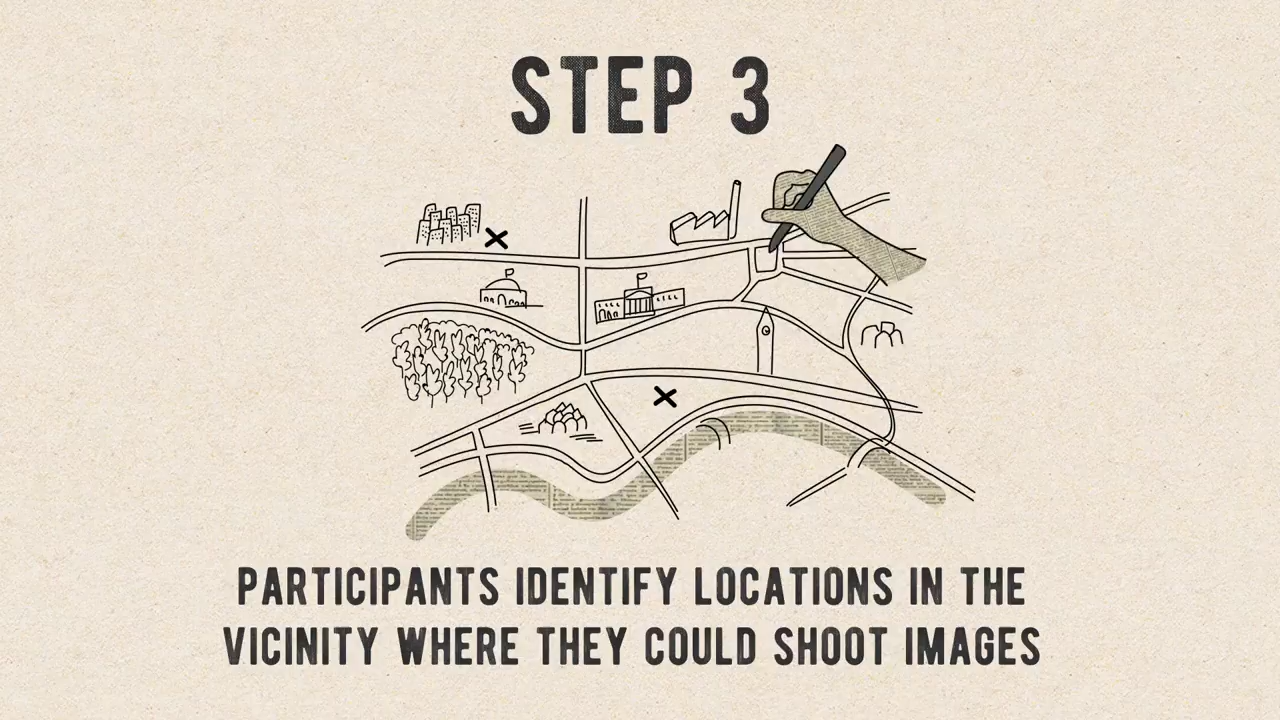 STEP 3
PARTICIPANTS IDENTIFY LOCATIONS IN THE
VICINITY WHERE THEY COULD SHOOT IMAGES